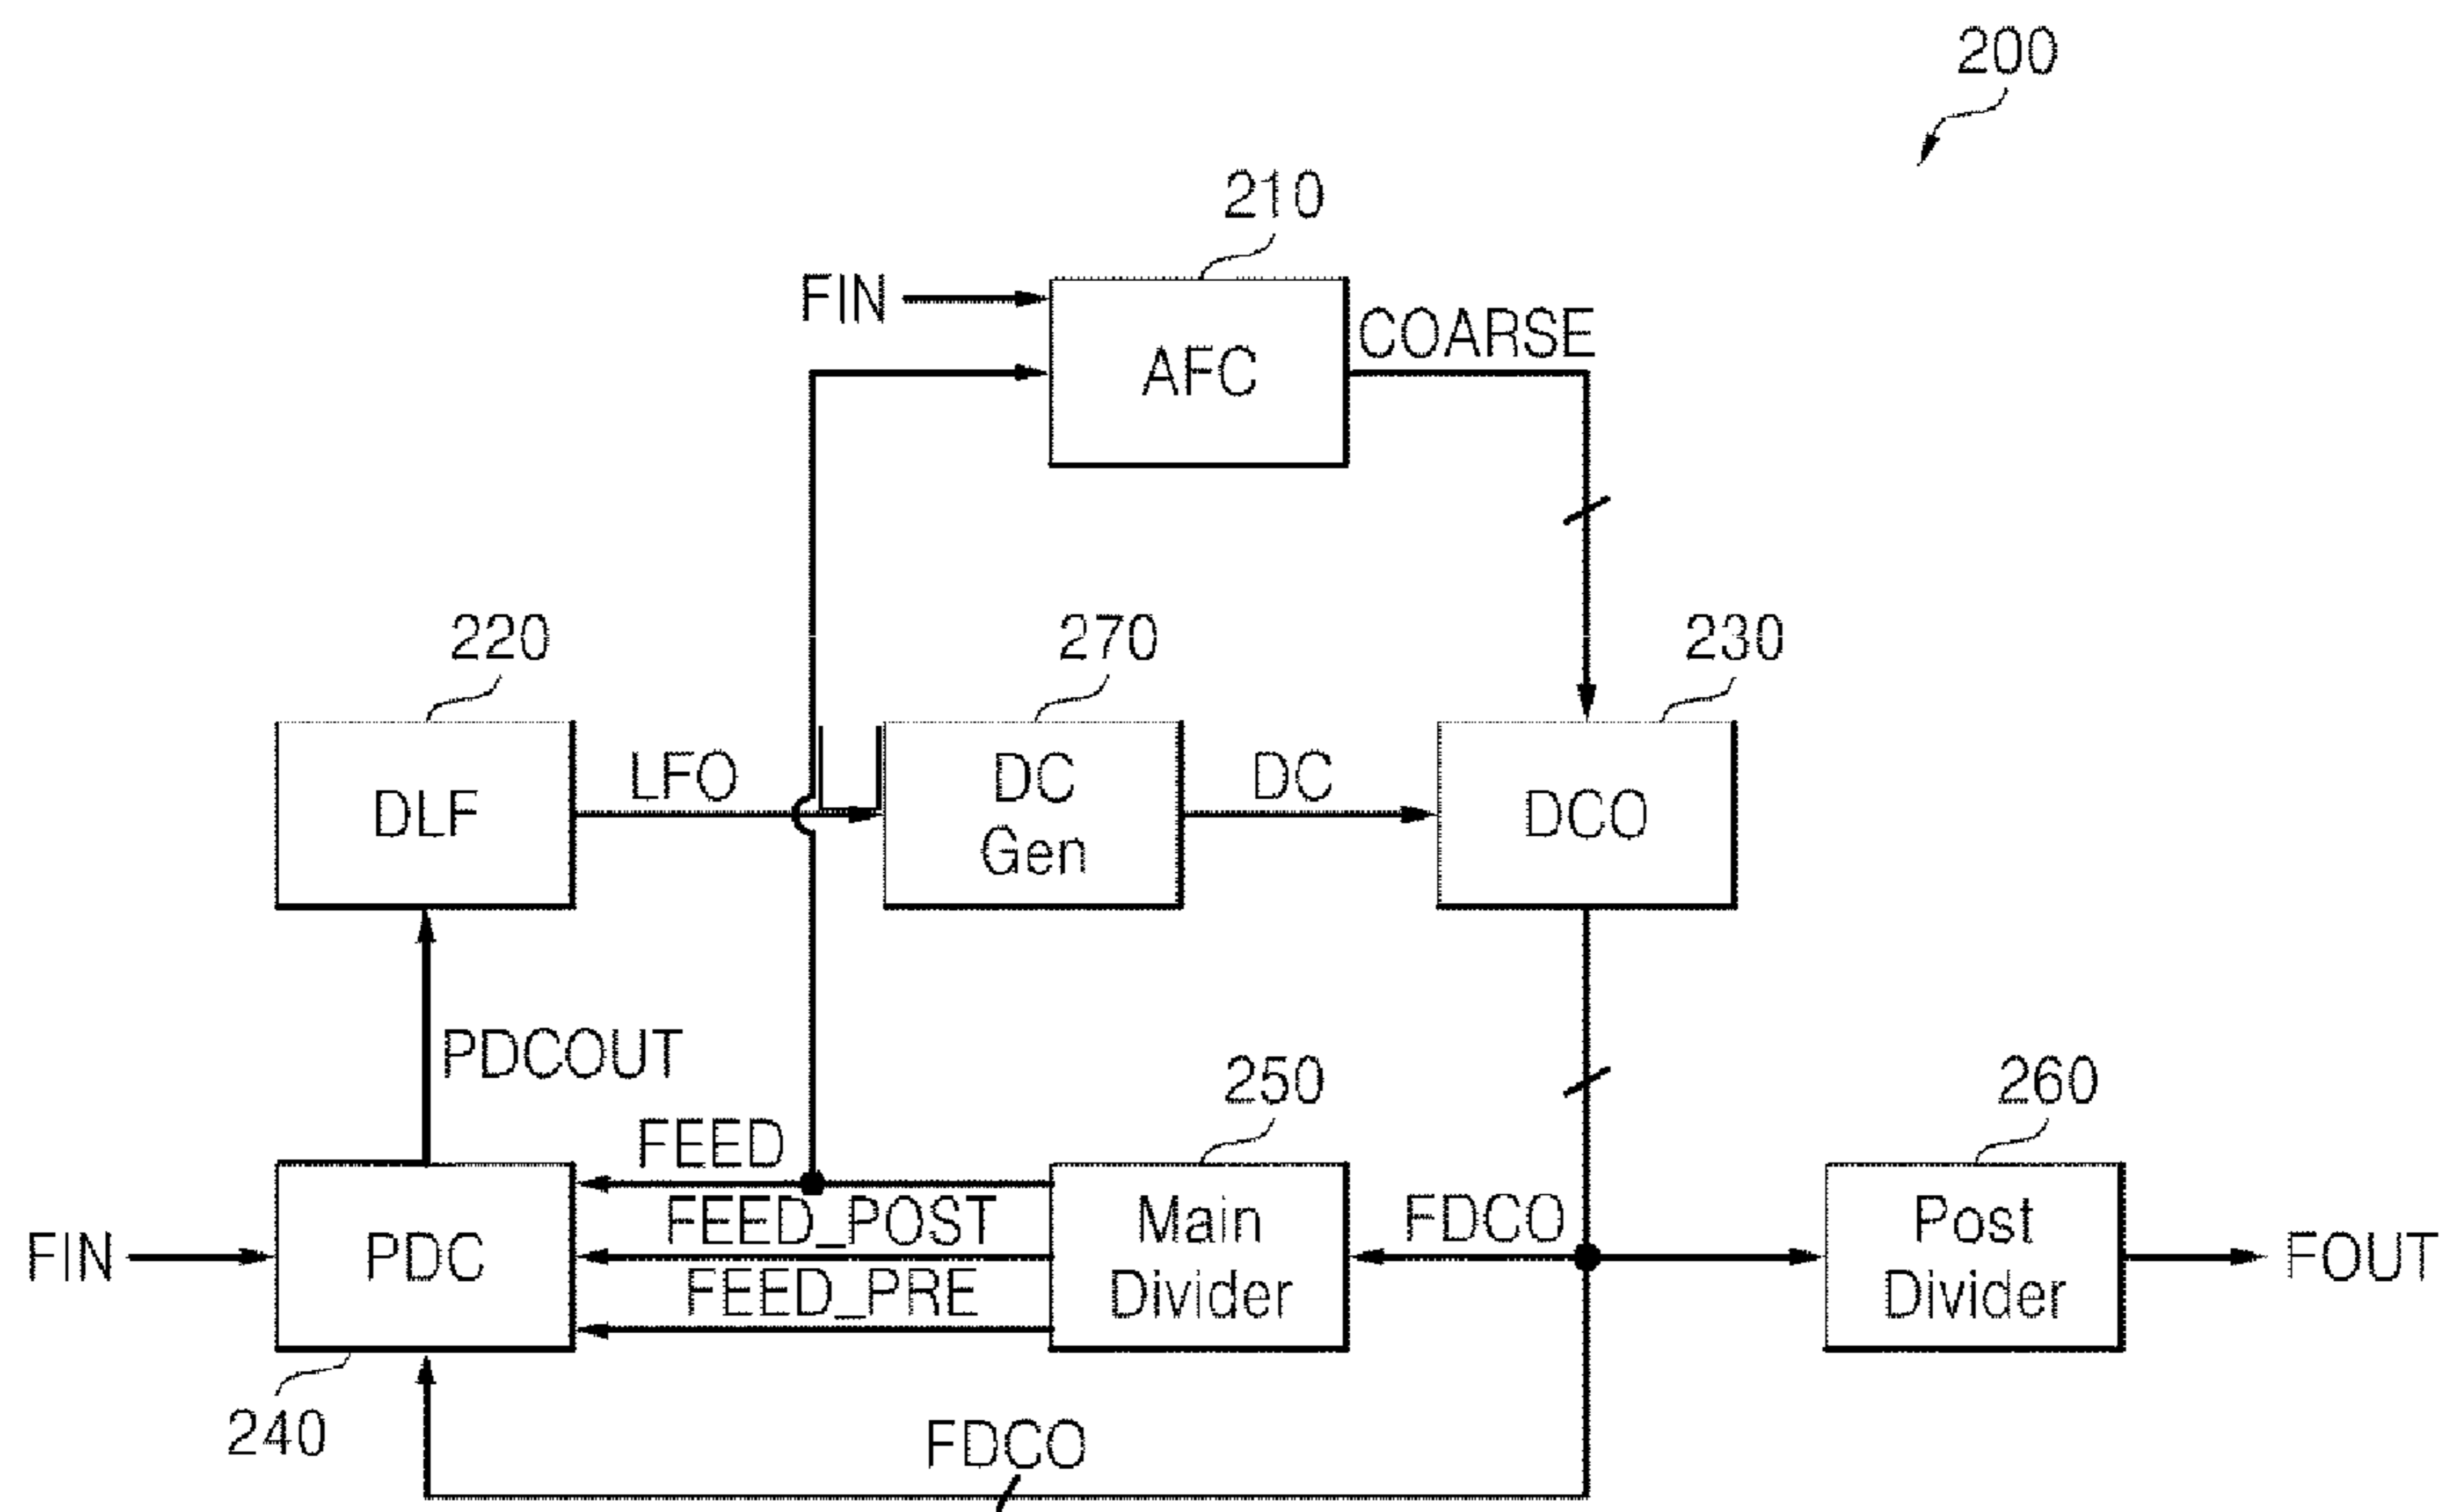 200
210
FIN
AFC
COARSE
220
270
230
DLF
LFO
DC
Gen
DC
DCO
PDCOUT
250
260
FEED
FEED_POST
FEED_PRE
FIN
PDC
Main
Divider
FDCO
Post
Divider
FOUT
240
FDCO